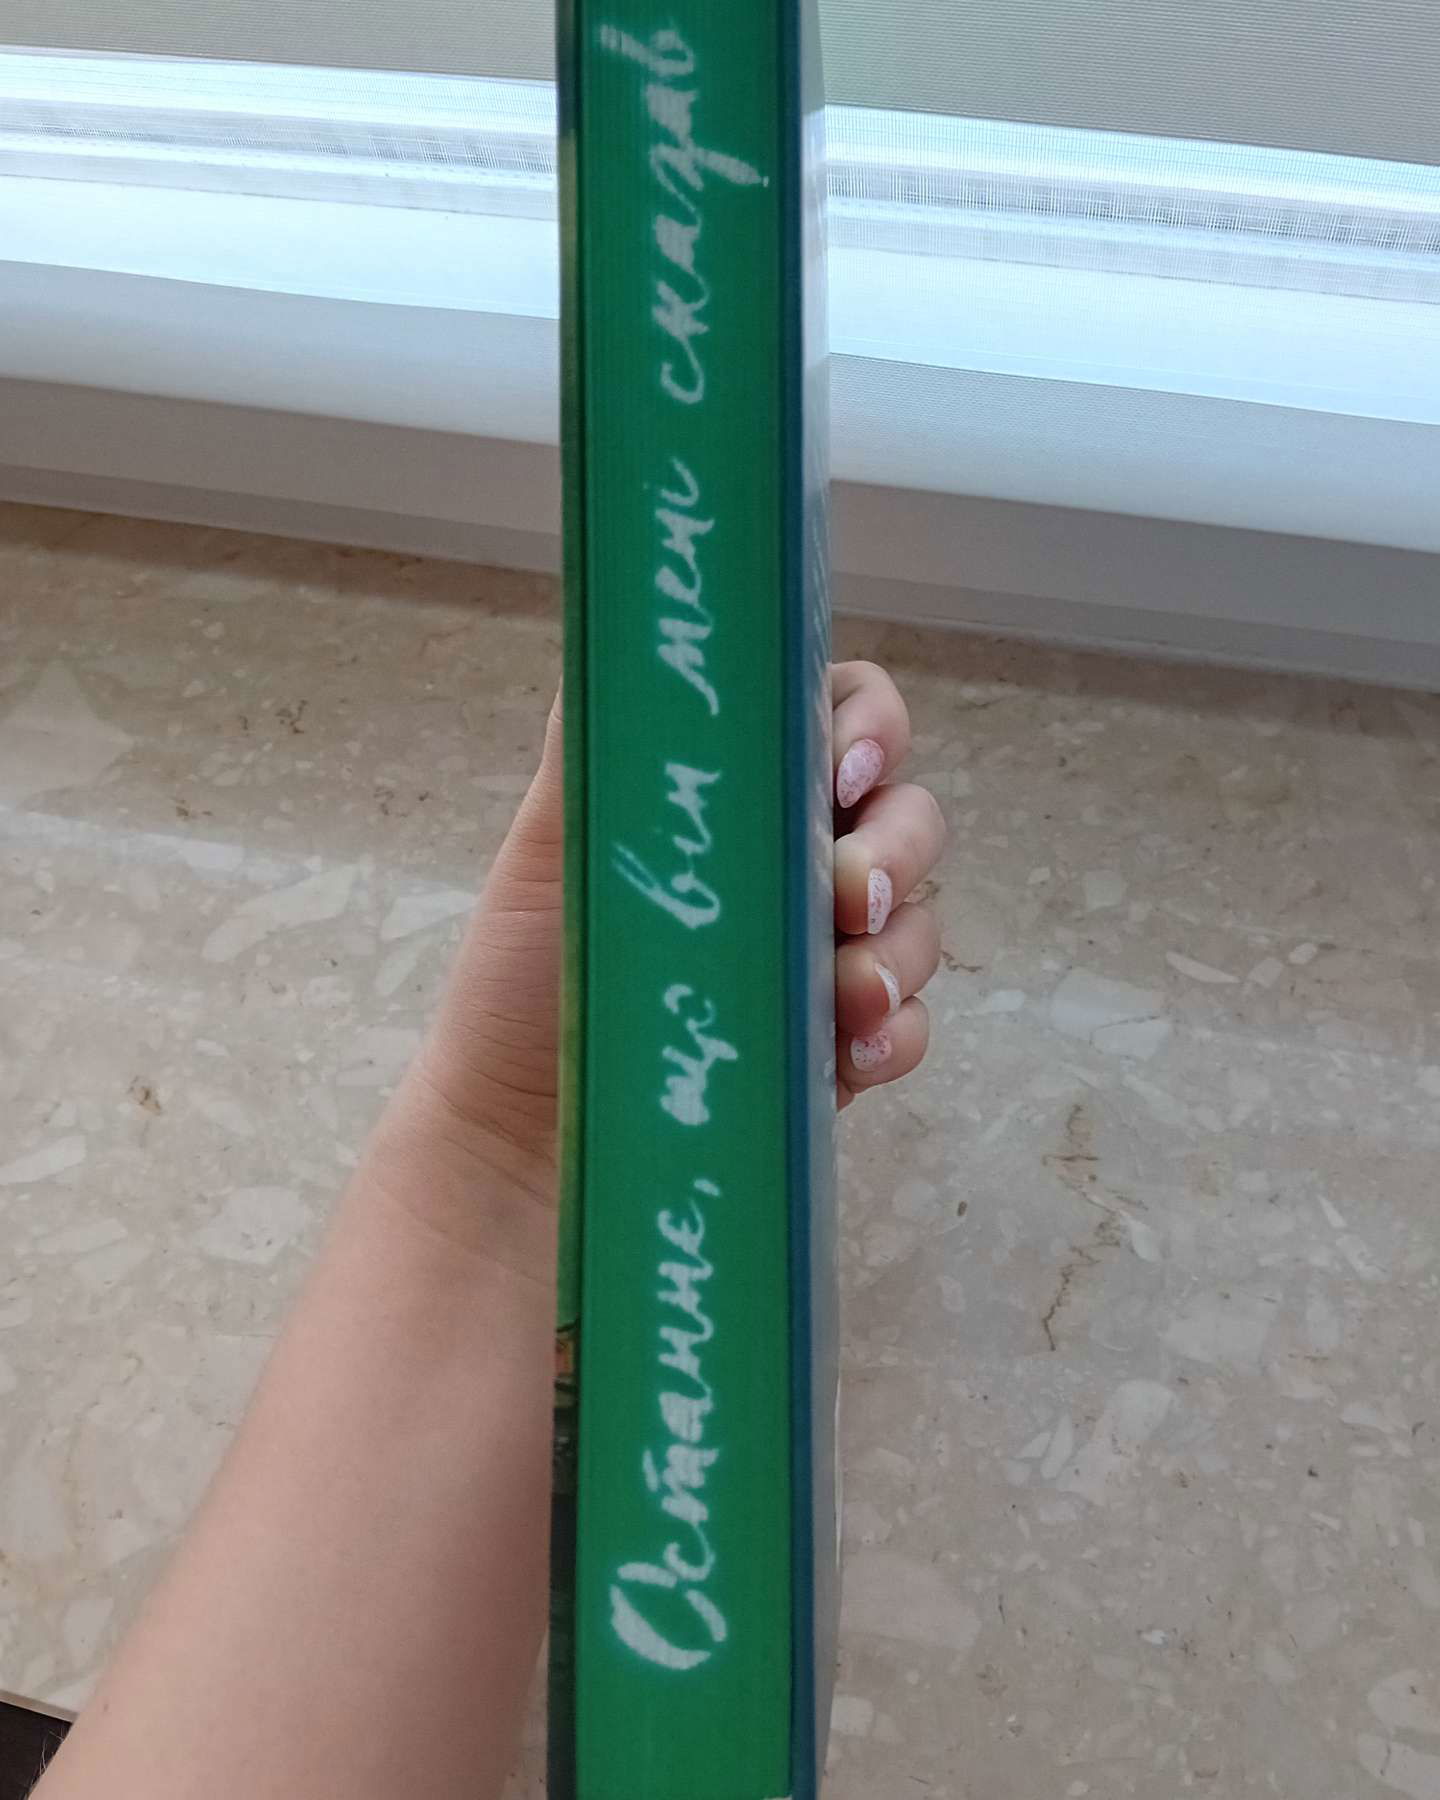 Останнє, що він мені сказав